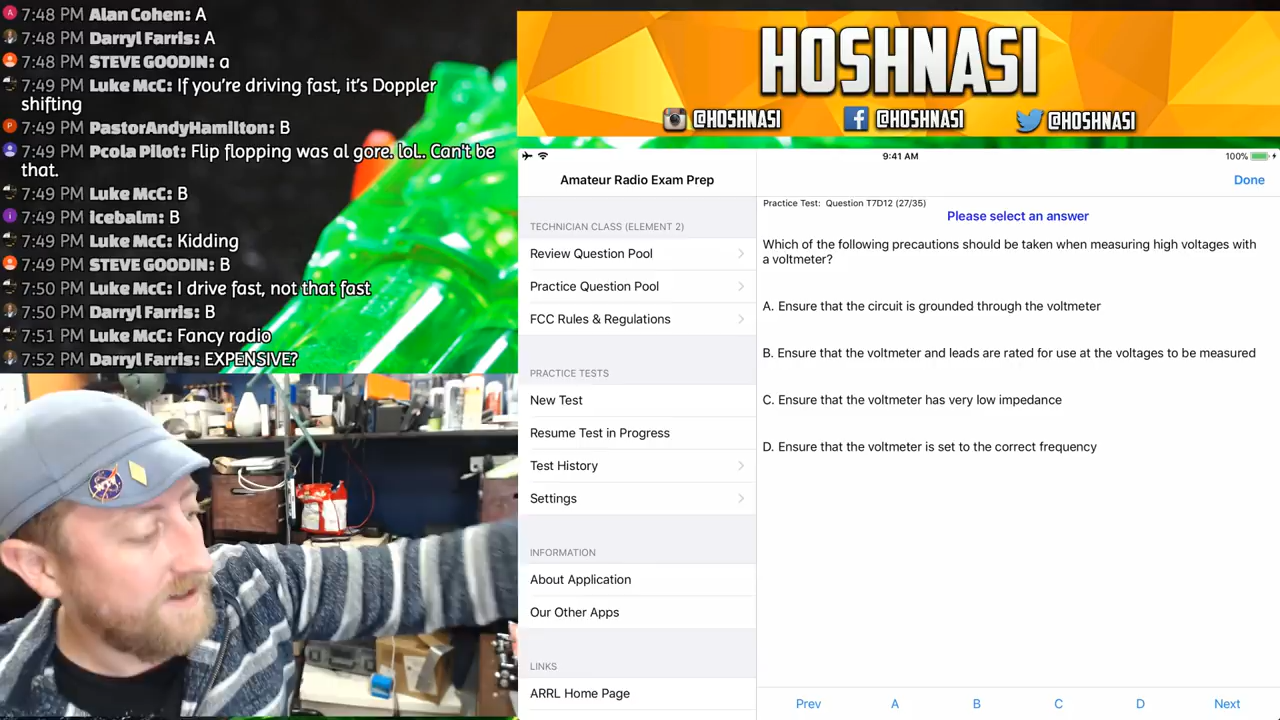 7:48 PM Alan Cohen: A
7:48 PM Darryl Farris: A
7:48 PM STEVE GOODIN: a
7:49 PM Luke McC: If you're driving fast, it's Doppler
shifting
7:49 PM PastorAndyHamilton: B
7:49 PM Pcola Pilot: Flip flopping was al gore. lol.. Can't be
that.
7:49 PM Luke McC: B
7:49 PM icebalm: B
7:49 PM Luke McC: Kidding
7:49 PM STEVE GOODIN: B
7:50 PM Luke McC: I drive fast, not that fast
7:50 PM Darryl Farris: B
7:51 PM Luke McC: Fancy radio
7:52 PM Darryl Farris: EXPENSIVE?
HOSHNASI
@HOSHNASI @HOSHNASI @HOSHNASI
9:41 AM 100%
Amateur Radio Exam Prep
Done
TECHNICIAN CLASS (ELEMENT 2)
Review Question Pool
Practice Question Pool
FCC Rules & Regulations
PRACTICE TESTS
New Test
Resume Test in Progress
Test History
Settings
INFORMATION
About Application
Our Other Apps
LINKS
ARRL Home Page
Practice Test: Question T7D12 (27/35)
Please select an answer
Which of the following precautions should be taken when measuring high voltages with
a voltmeter?
A. Ensure that the circuit is grounded through the voltmeter
B. Ensure that the voltmeter and leads are rated for use at the voltages to be measured
C. Ensure that the voltmeter has very low impedance
D. Ensure that the voltmeter is set to the correct frequency
Prev A B C D Next